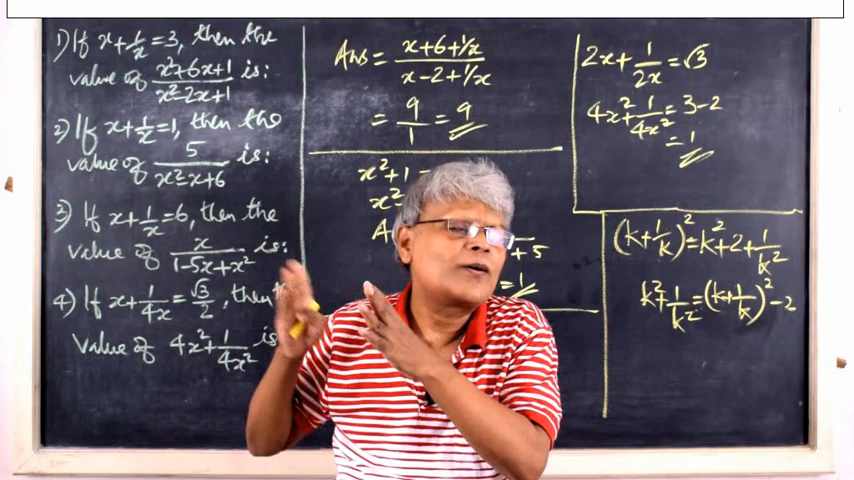 1) If x+1/x=3, then the
value of x²+6x+1/x²-2x+1 is:
2) If x+1/x=1, then the
value of 5/x²-x+6 is:
3) If x+1/x=6, then the
value of x/1-5x+x² is:
4) If x+1/4x=√3/2, then
value of 4x²+1/4x² is
Ans = x+6+1/x / x-2+1/x
= 9/1 = 9
x²+1
x²
A
+5
=1
2x+1/2x=√3
4x²+1/4x²=3-2
=1
(k+1/k)²=k²+2+1/k²
k²+1/k²=(k+1/k)²-2